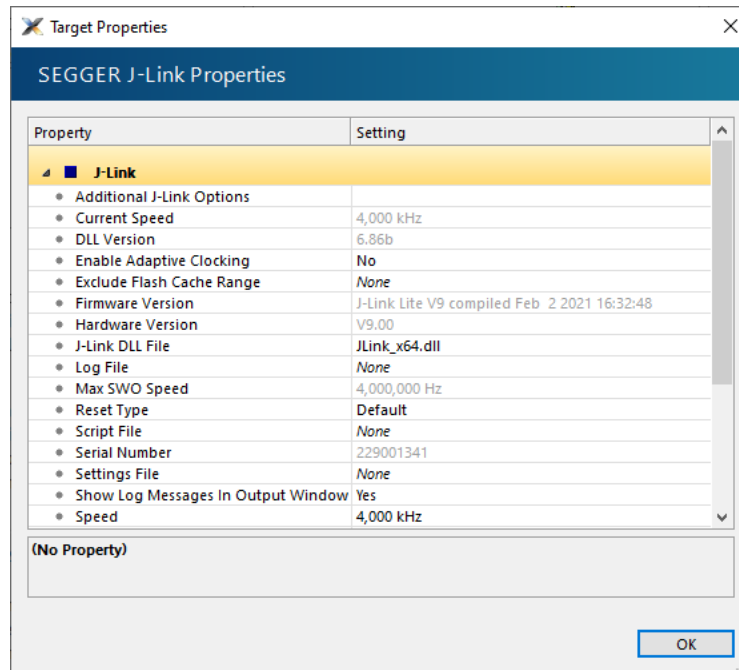 Target Properties
SEGGER J-Link Properties
Property Setting
J-Link
Additional J-Link Options
Current Speed 4,000 kHz
DLL Version 6.86b
Enable Adaptive Clocking No
Exclude Flash Cache Range None
Firmware Version J-Link Lite V9 compiled Feb  2 2021 16:32:48
Hardware Version V9.00
J-Link DLL File JLink_x64.dll
Log File None
Max SWO Speed 4,000,000 Hz
Reset Type Default
Script File None
Serial Number 229001341
Settings File None
Show Log Messages In Output Window Yes
Speed 4,000 kHz
(No Property)
OK